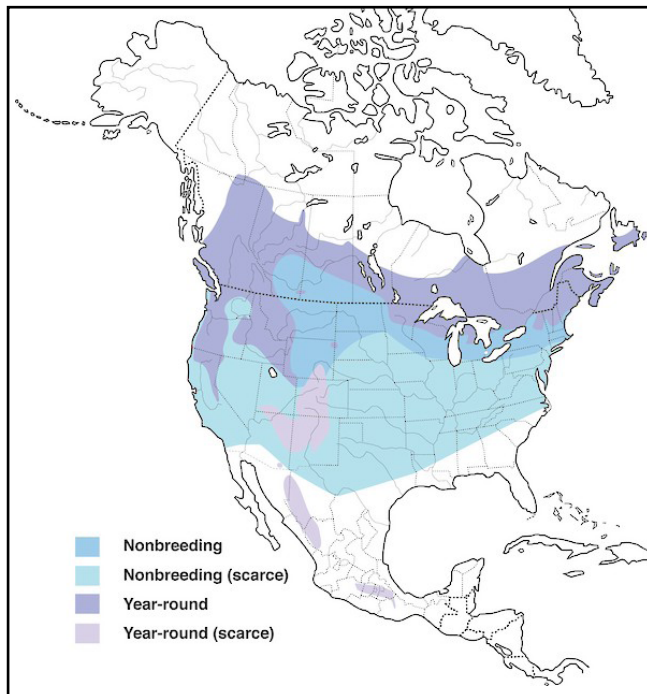 Nonbreeding
Nonbreeding (scarce)
Year-round
Year-round (scarce)